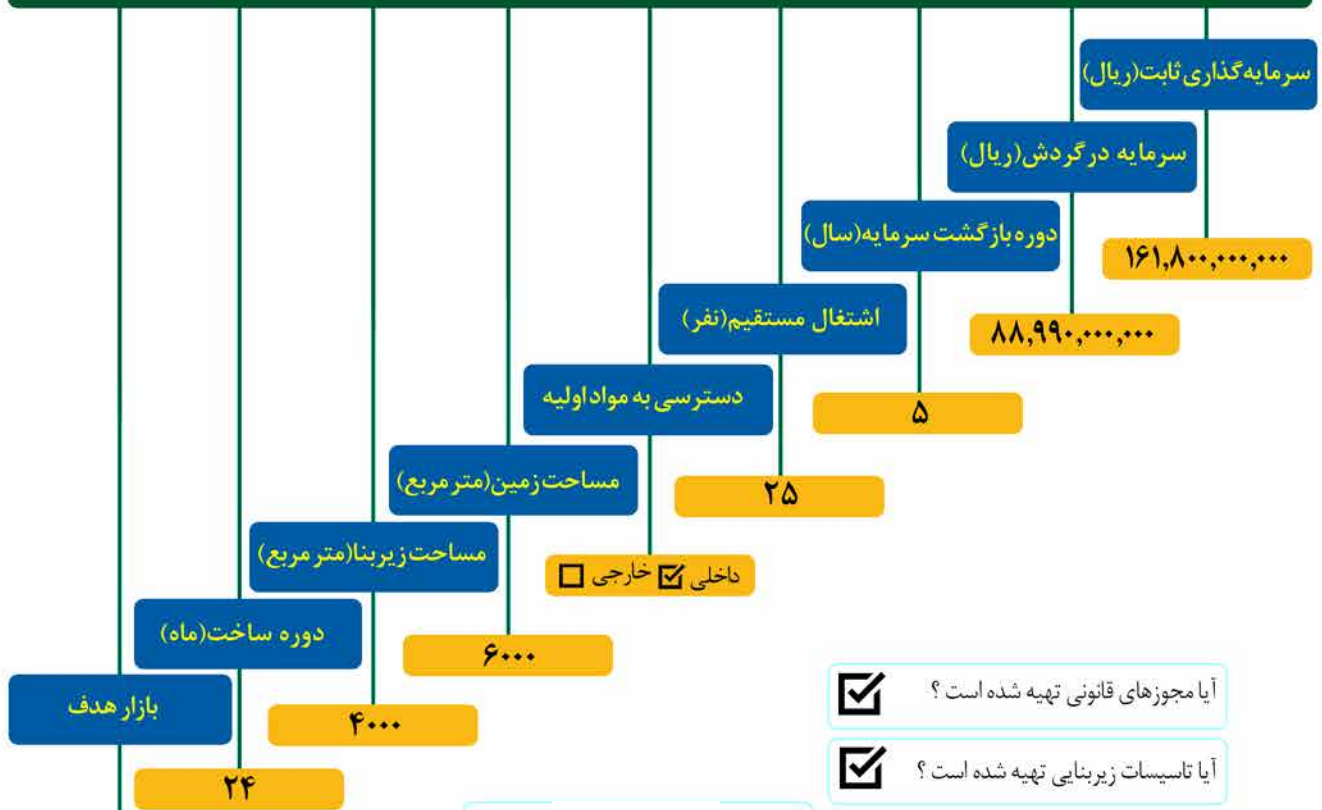 سرمایه‌گذاری ثابت(ریال)
۱۶۱,۸۰۰,۰۰۰,۰۰۰
سرمایه در گردش(ریال)
۸۸,۹۹۰,۰۰۰,۰۰۰
دوره بازگشت سرمایه(سال)
۵
اشتغال مستقیم(نفر)
۲۵
دسترسی به مواد اولیه
داخلی ☑ خارجی ☐
مساحت زمین(متر مربع)
۶۰۰۰
مساحت زیربنا(متر مربع)
۴۰۰۰
دوره ساخت(ماه)
۲۴
بازار هدف
آیا مجوزهای قانونی تهیه شده است ؟ ☑
آیا تاسیسات زیربنایی تهیه شده است ؟ ☑